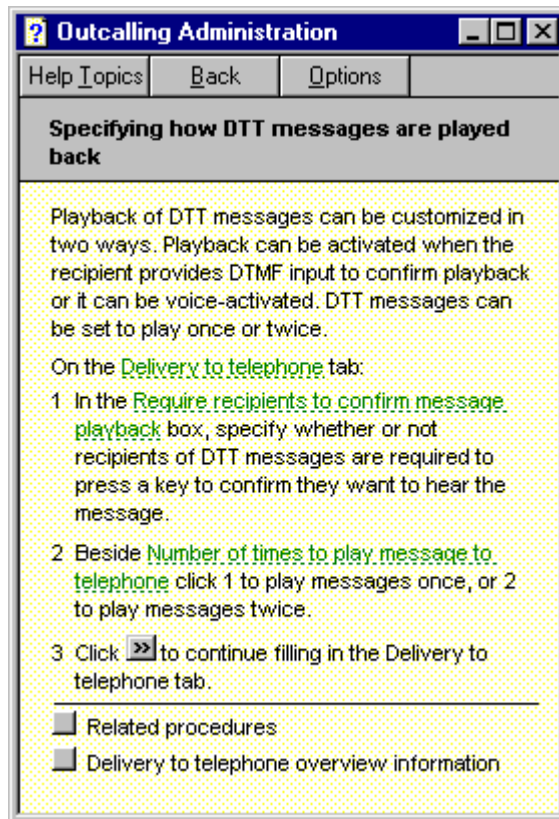 Outcalling Administration
Help Topics Back Options
Specifying how DTT messages are played
back
Playback of DTT messages can be customized in
two ways. Playback can be activated when the
recipient provides DTMF input to confirm playback
or it can be voice-activated. DTT messages can
be set to play once or twice.
On the Delivery to telephone tab:
1 In the Require recipients to confirm message
playback box, specify whether or not
recipients of DTT messages are required to
press a key to confirm they want to hear the
message.
2 Beside Number of times to play message to
telephone click 1 to play messages once, or 2
to play messages twice.
3 Click >> to continue filling in the Delivery to
telephone tab.
Related procedures
Delivery to telephone overview information